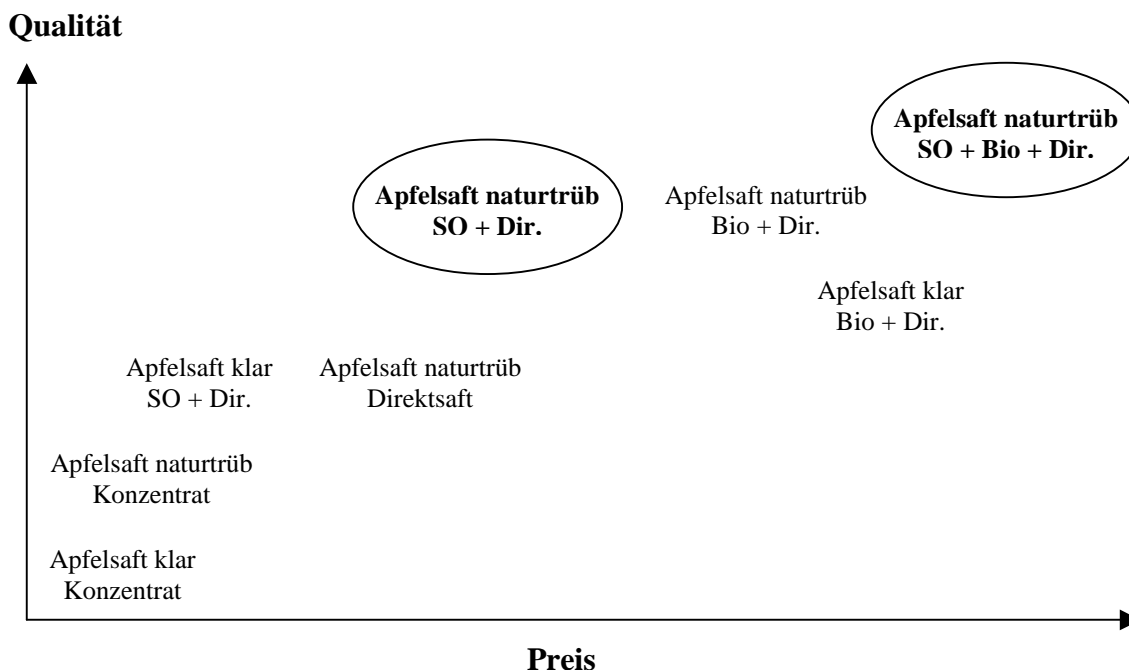 Qualität
Apfelsaft naturtrüb
SO + Bio + Dir.
Apfelsaft naturtrüb
SO + Dir.
Apfelsaft naturtrüb
Bio + Dir.
Apfelsaft klar
Bio + Dir.
Apfelsaft klar
SO + Dir.
Apfelsaft naturtrüb
Direktsaft
Apfelsaft naturtrüb
Konzentrat
Apfelsaft klar
Konzentrat
Preis